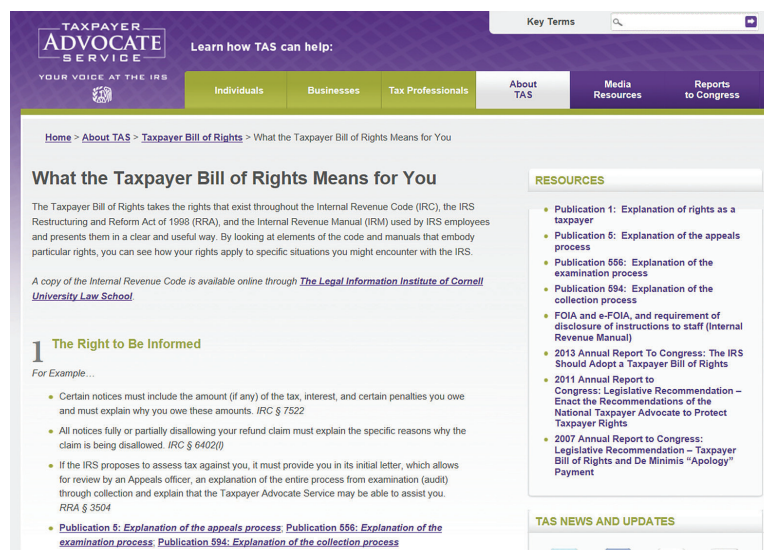 TAXPAYER
ADVOCATE
SERVICE
YOUR VOICE AT THE IRS
Learn how TAS can help:
Key Terms
Individuals
Businesses
Tax Professionals
About
TAS
Media
Resources
Reports
to Congress
Home > About TAS > Taxpayer Bill of Rights > What the Taxpayer Bill of Rights Means for You
What the Taxpayer Bill of Rights Means for You
The Taxpayer Bill of Rights takes the rights that exist throughout the Internal Revenue Code (IRC), the IRS
Restructuring and Reform Act of 1998 (RRA), and the Internal Revenue Manual (IRM) used by IRS employees
and presents them in a clear and useful way. By looking at elements of the code and manuals that embody
particular rights, you can see how your rights apply to specific situations you might encounter with the IRS.
A copy of the Internal Revenue Code is available online through The Legal Information Institute of Cornell
University Law School.
1 The Right to Be Informed
For Example…
Certain notices must include the amount (if any) of the tax, interest, and certain penalties you owe
and must explain why you owe these amounts. IRC § 7522
All notices fully or partially disallowing your refund claim must explain the specific reasons why the
claim is being disallowed. IRC § 6402(l)
If the IRS proposes to assess tax against you, it must provide you in its initial letter, which allows
for review by an Appeals officer, an explanation of the entire process from examination (audit)
through collection and explain that the Taxpayer Advocate Service may be able to assist you.
RRA § 3504
Publication 5: Explanation of the appeals process; Publication 556: Explanation of the
examination process; Publication 594: Explanation of the collection process
RESOURCES
Publication 1: Explanation of rights as a
taxpayer
Publication 5: Explanation of the appeals
process
Publication 556: Explanation of the
examination process
Publication 594: Explanation of the
collection process
FOIA and e-FOIA, and requirement of
disclosure of instructions to staff (Internal
Revenue Manual)
2013 Annual Report To Congress: The IRS
Should Adopt a Taxpayer Bill of Rights
2011 Annual Report to
Congress: Legislative Recommendation –
Enact the Recommendations of the
National Taxpayer Advocate to Protect
Taxpayer Rights
2007 Annual Report to Congress:
Legislative Recommendation – Taxpayer
Bill of Rights and De Minimis “Apology”
Payment
TAS NEWS AND UPDATES